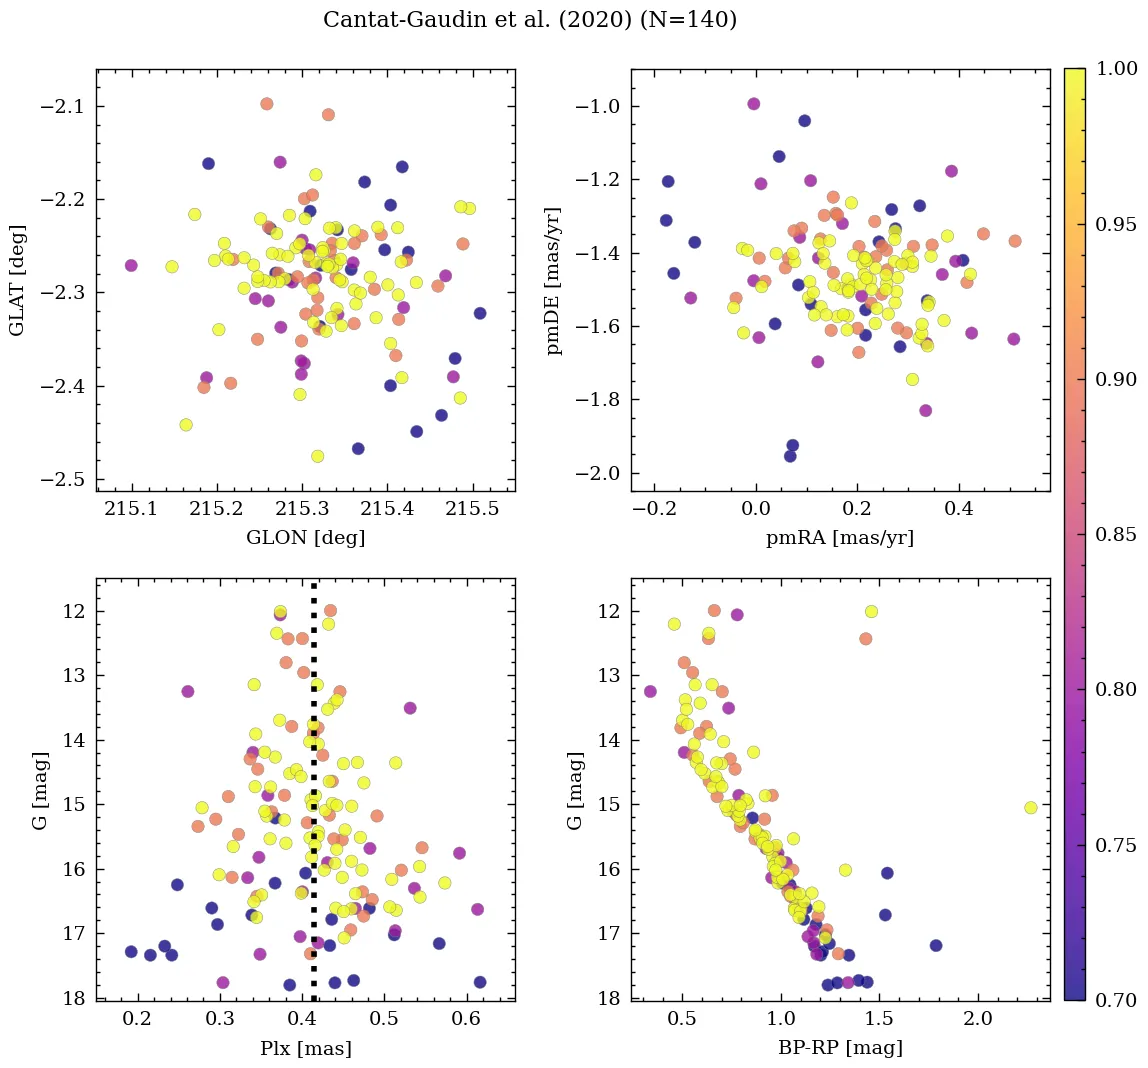 Cantat-Gaudin et al. (2020) (N=140)
−2.1
−2.2
−2.3
−2.4
−2.5
GLAT [deg]
215.1 215.2 215.3 215.4 215.5
GLON [deg]
−1.0
−1.2
−1.4
−1.6
−1.8
−2.0
pmDE [mas/yr]
−0.2 0.0 0.2 0.4
pmRA [mas/yr]
12
13
14
15
16
17
18
G [mag]
0.2 0.3 0.4 0.5 0.6
Plx [mas]
12
13
14
15
16
17
18
G [mag]
0.5 1.0 1.5 2.0
BP-RP [mag]
1.00
0.95
0.90
0.85
0.80
0.75
0.70